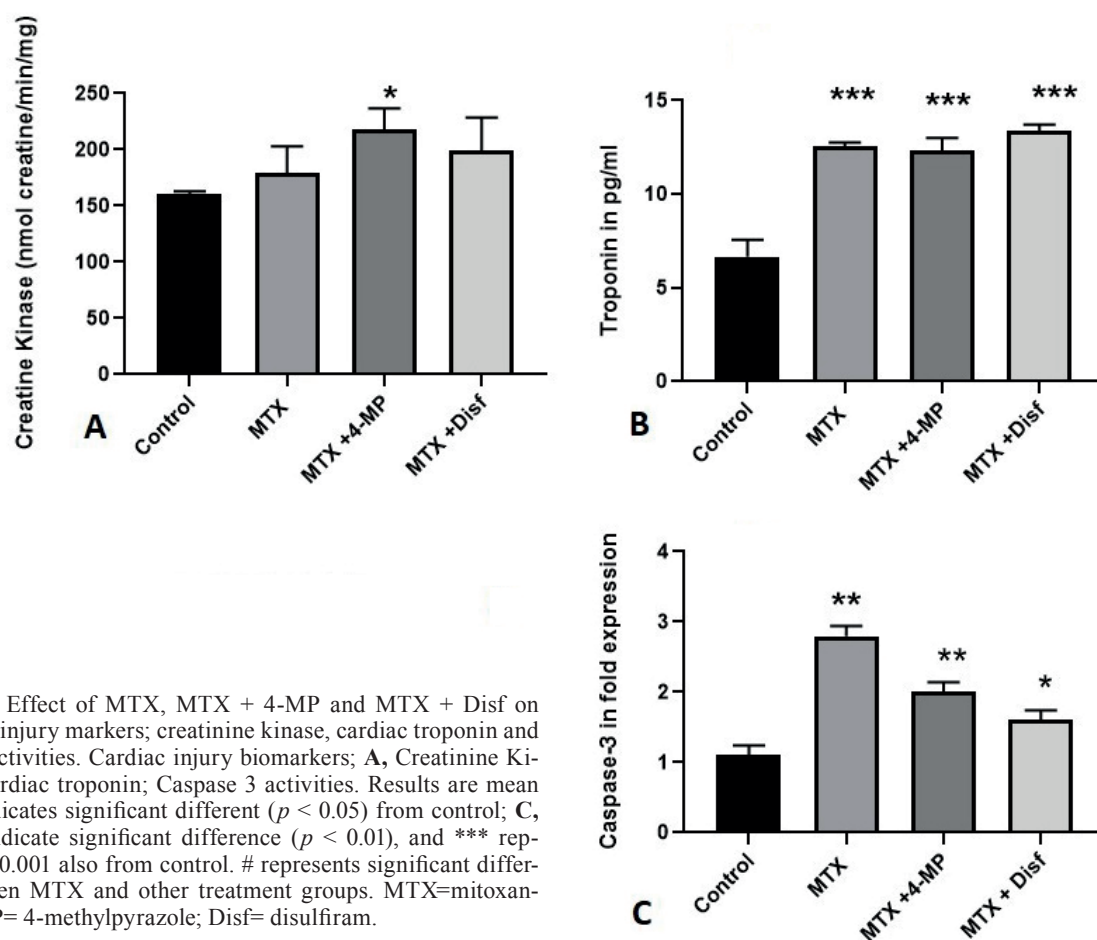 Creatine Kinase (nmol creatine/min/mg)
250
200
150
100
50
0
*
A
Control
MTX
MTX +4-MP
MTX +Disf
Troponin in pg/ml
15
10
5
0
***
***
***
B
Control
MTX
MTX +4-MP
MTX +Disf
Effect of MTX, MTX + 4-MP and MTX + Disf on
injury markers; creatinine kinase, cardiac troponin and
ctivities. Cardiac injury biomarkers; A, Creatinine Ki-
rdiac troponin; Caspase 3 activities. Results are mean
licates significant different (p < 0.05) from control; C,
ndicate significant difference (p < 0.01), and *** rep-
0.001 also from control. # represents significant differ-
en MTX and other treatment groups. MTX=mitoxan-
P= 4-methylpyrazole; Disf= disulfiram.
Caspase-3 in fold expression
4
3
2
1
0
**
**
*
C
Control
MTX
MTX +4-MP
MTX + Disf